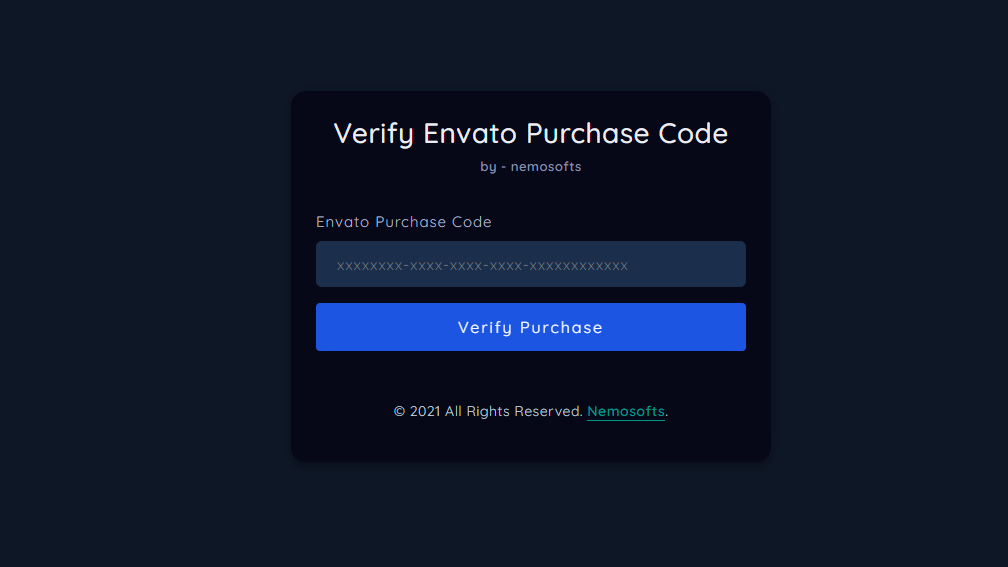 Verify Envato Purchase Code
by - nemosofts
Envato Purchase Code
xxxxxxxx-xxxx-xxxx-xxxx-xxxxxxxxxxxx
Verify Purchase
© 2021 All Rights Reserved. Nemosofts.